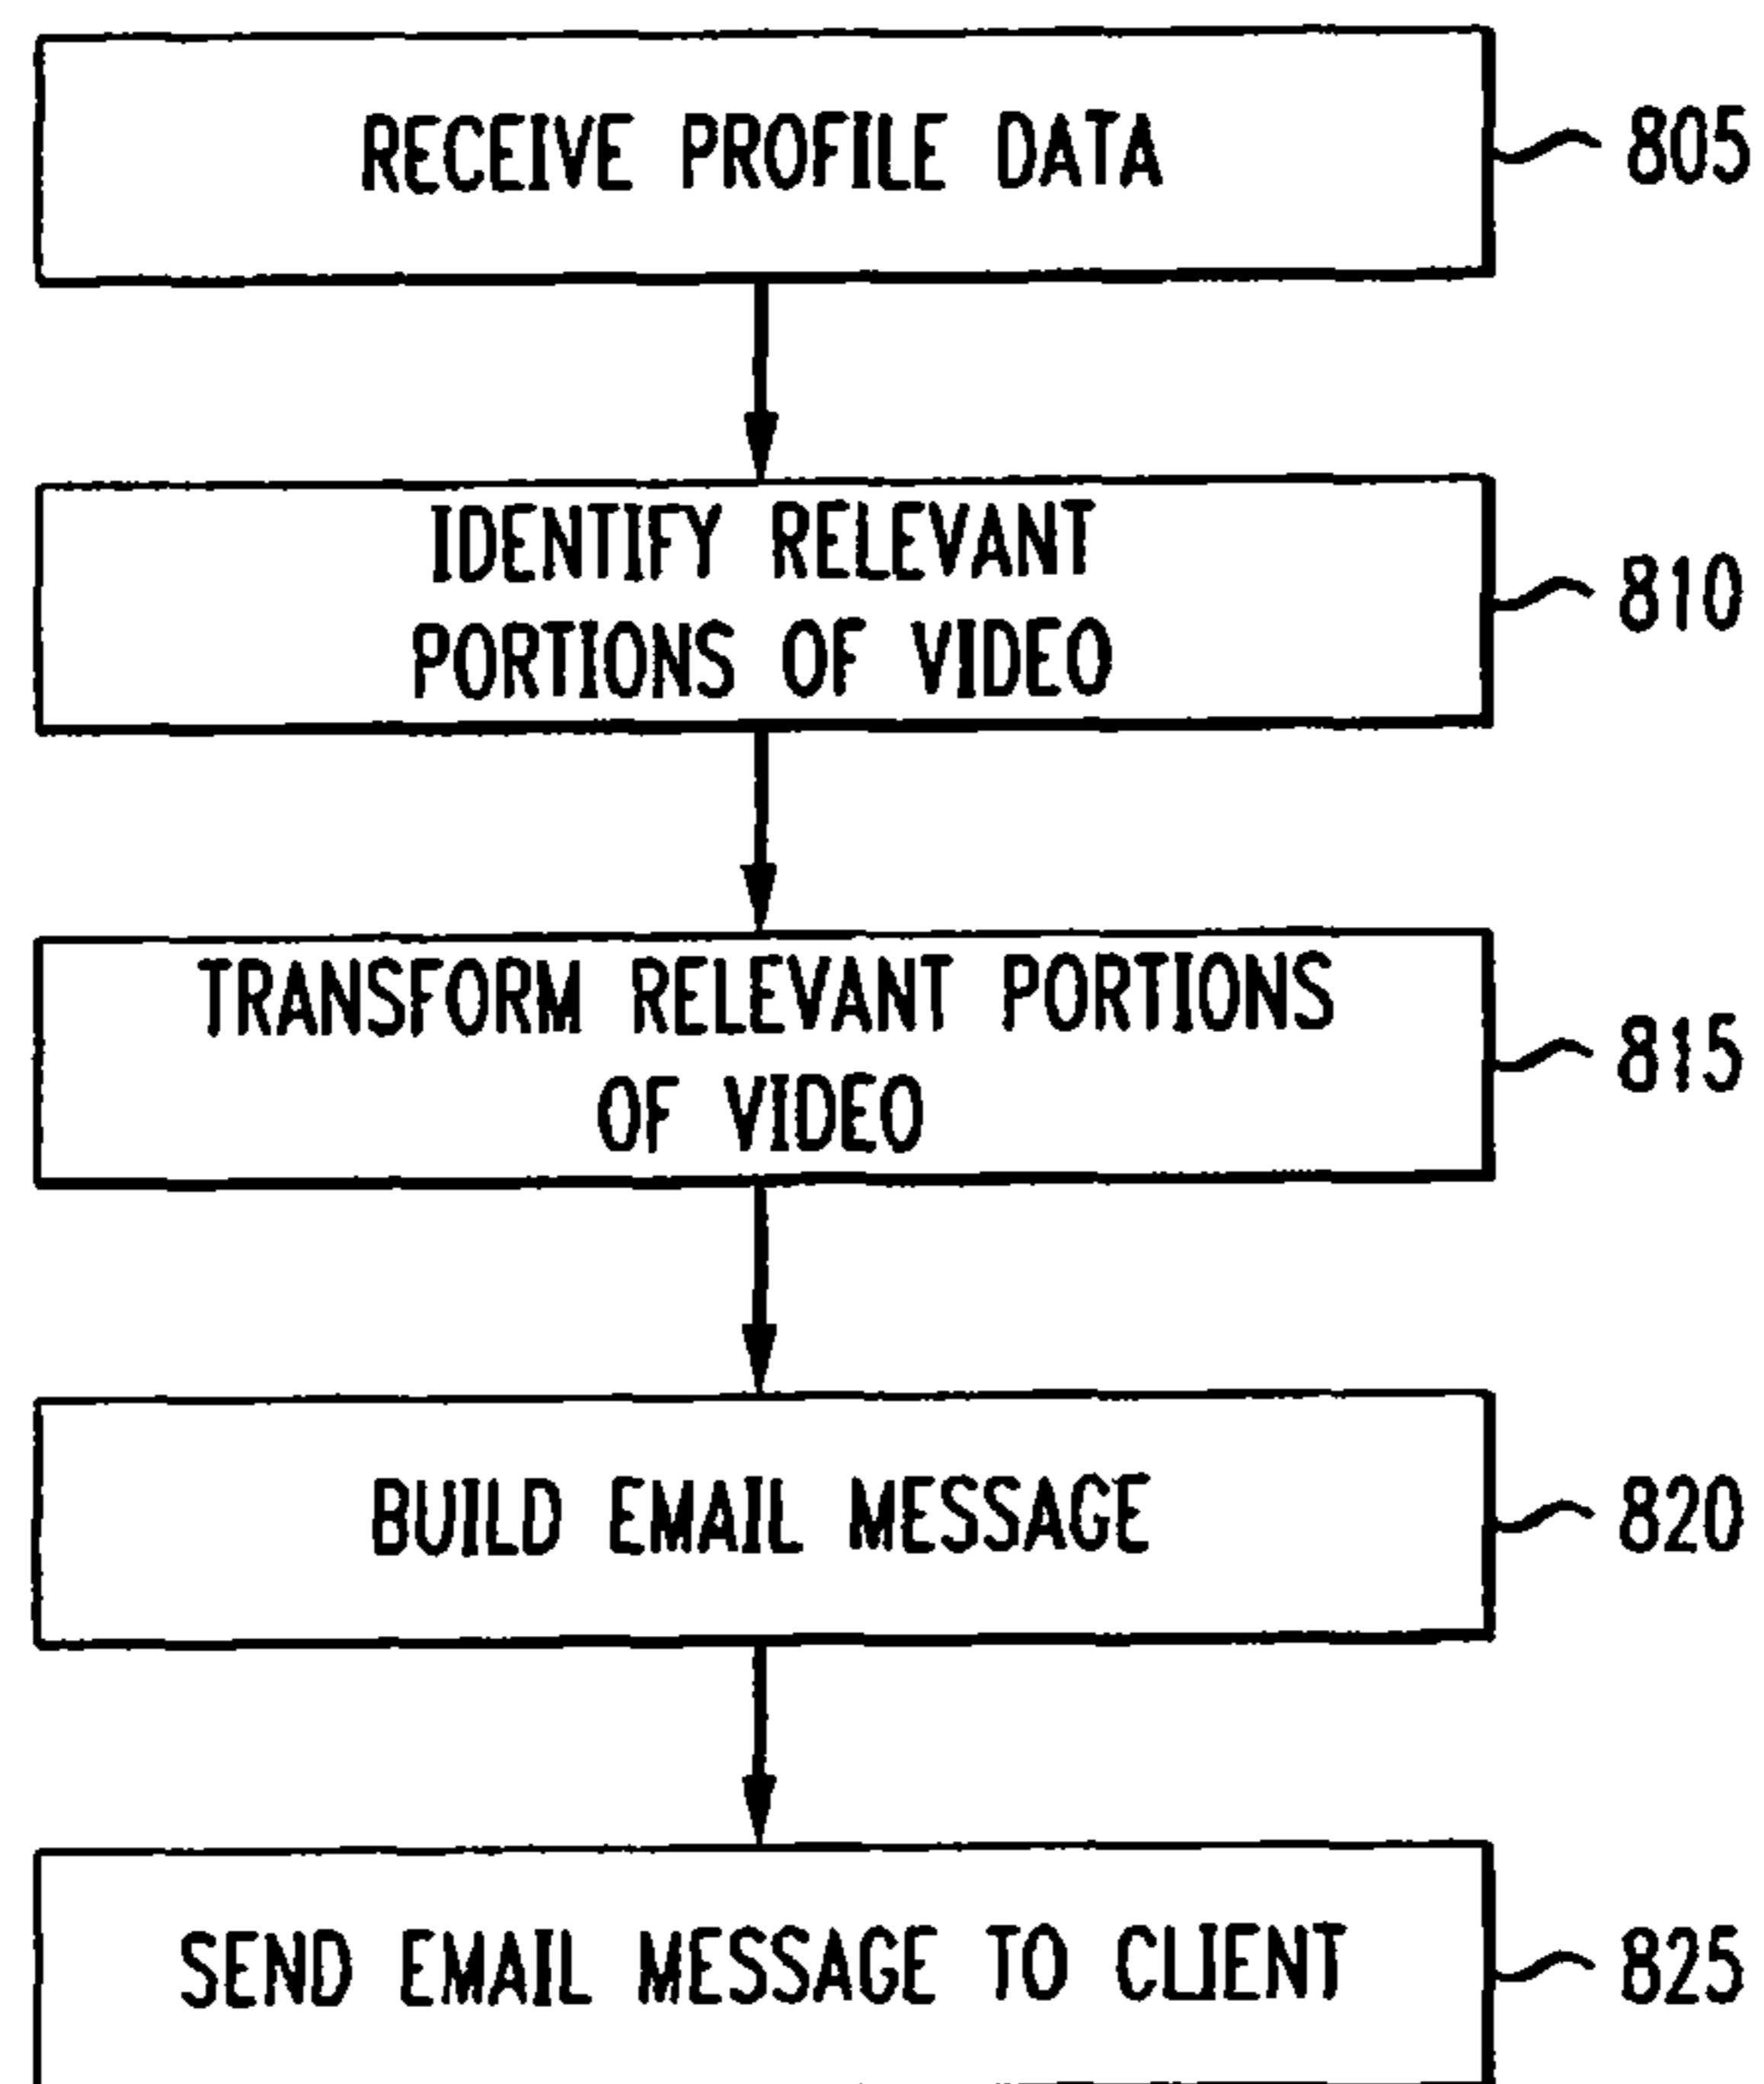 RECEIVE PROFILE DATA
805
IDENTIFY RELEVANT
PORTIONS OF VIDEO
810
TRANSFORM RELEVANT PORTIONS
OF VIDEO
815
BUILD EMAIL MESSAGE
820
SEND EMAIL MESSAGE TO CLIENT
825